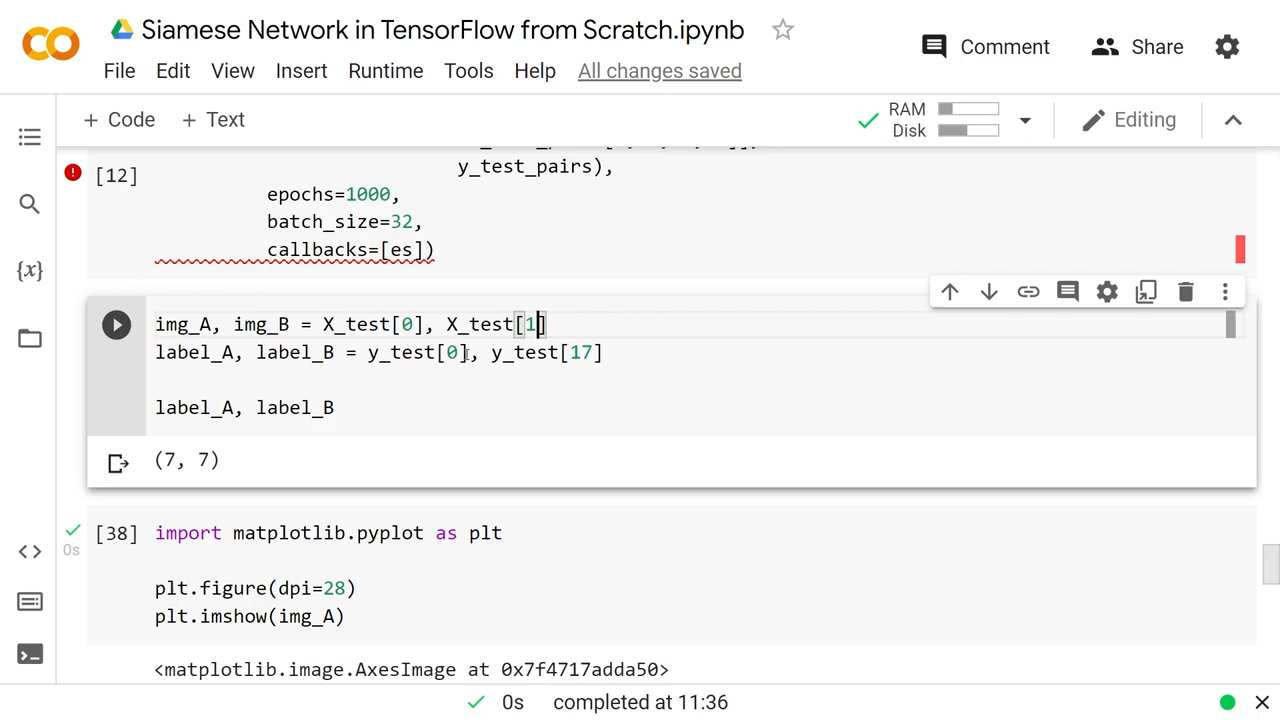 Siamese Network in TensorFlow from Scratch.ipynb
Comment
Share
File Edit View Insert Runtime Tools Help All changes saved
+ Code + Text
RAM
Disk
Editing
[12]
y_test_pairs),
epochs=1000,
batch_size=32,
callbacks=[es])
{x}
img_A, img_B = X_test[0], X_test[1]
label_A, label_B = y_test[0], y_test[17]
label_A, label_B
(7, 7)
[38] import matplotlib.pyplot as plt
0s
plt.figure(dpi=28)
plt.imshow(img_A)
<matplotlib.image.AxesImage at 0x7f4717adda50>
0s completed at 11:36